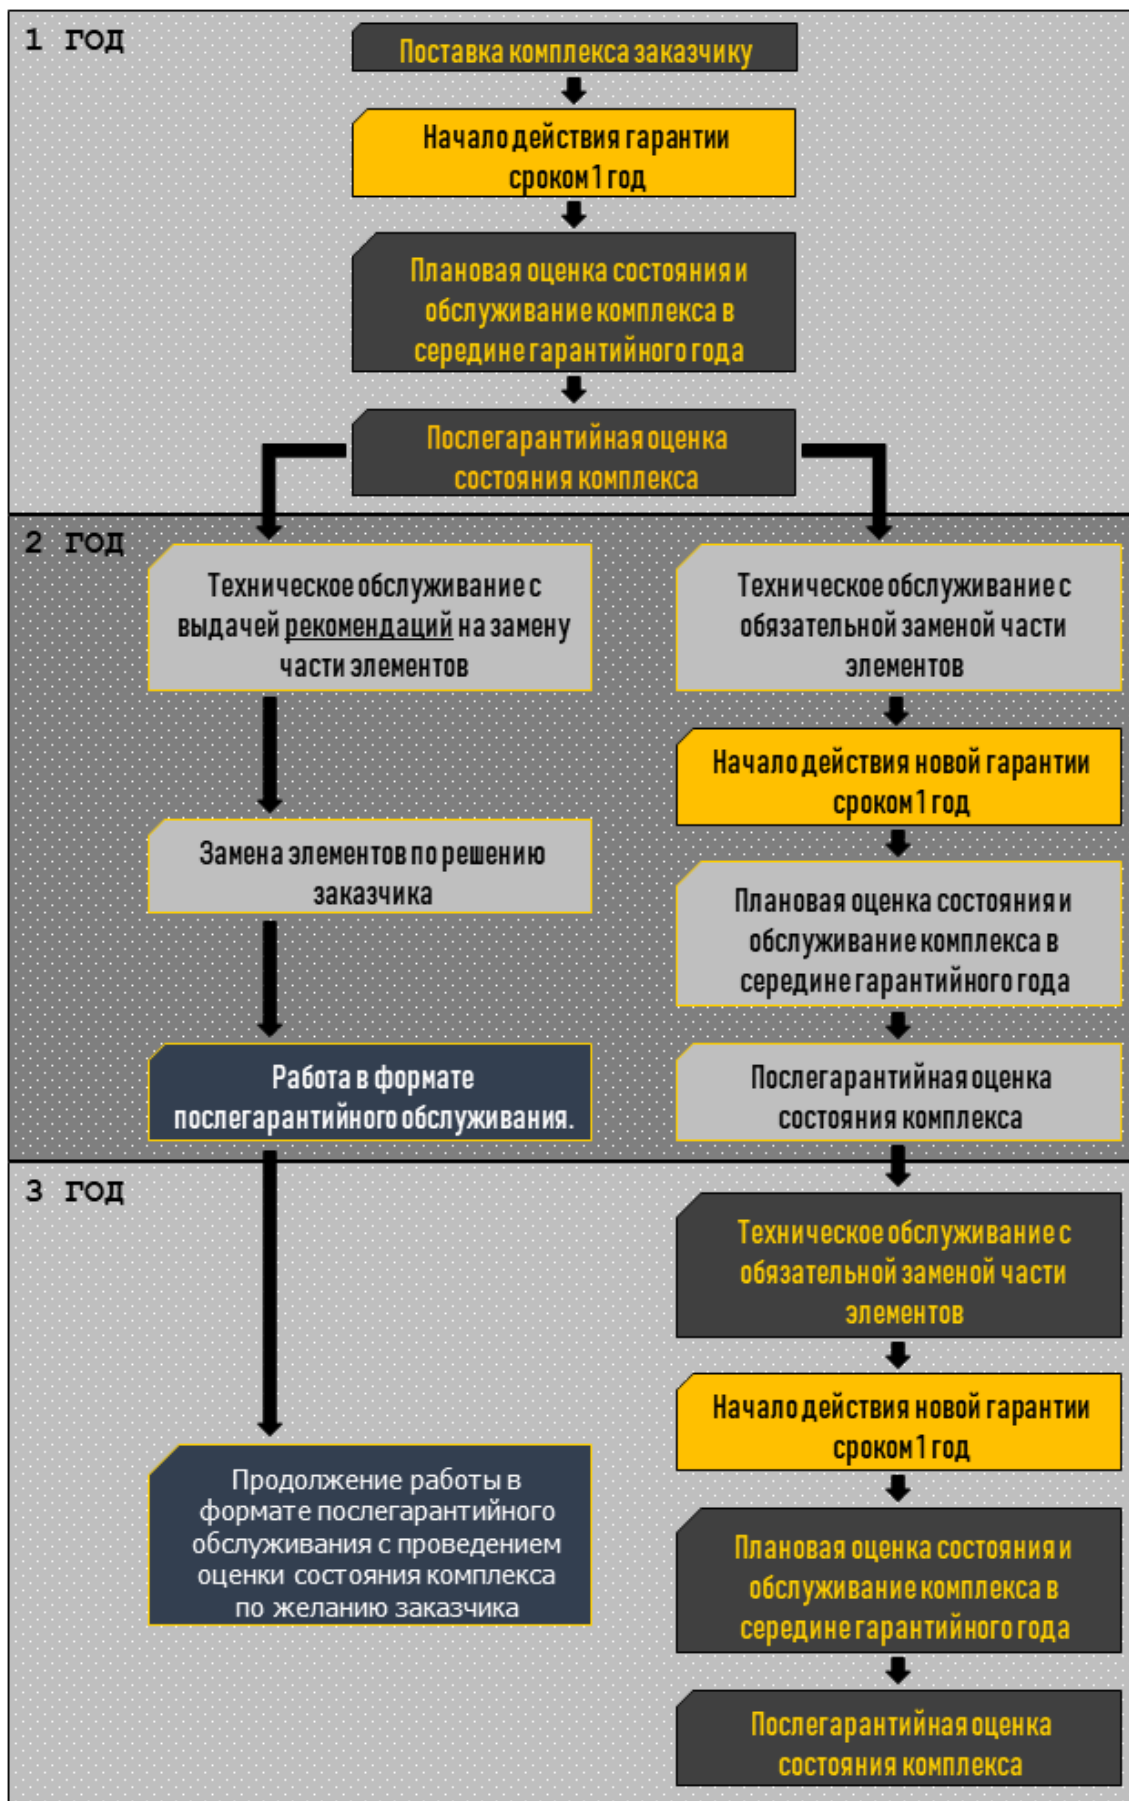 1 год
Поставка комплекса заказчику
Начало действия гарантии
сроком 1 год
Плановая оценка состояния и
обслуживание комплекса в
середине гарантийного года
Послегарантийная оценка
состояния комплекса
2 год
Техническое обслуживание с
выдачей рекомендаций на замену
части элементов
Замена элементов по решению
заказчика
Работа в формате
послегарантийного обслуживания.
Техническое обслуживание с
обязательной заменой части
элементов
Начало действия новой гарантии
сроком 1 год
Плановая оценка состояния и
обслуживание комплекса в
середине гарантийного года
Послегарантийная оценка
состояния комплекса
3 год
Продолжение работы в
формате послегарантийного
обслуживания с проведением
оценки состояния комплекса
по желанию заказчика
Техническое обслуживание с
обязательной заменой части
элементов
Начало действия новой гарантии
сроком 1 год
Плановая оценка состояния и
обслуживание комплекса в
середине гарантийного года
Послегарантийная оценка
состояния комплекса